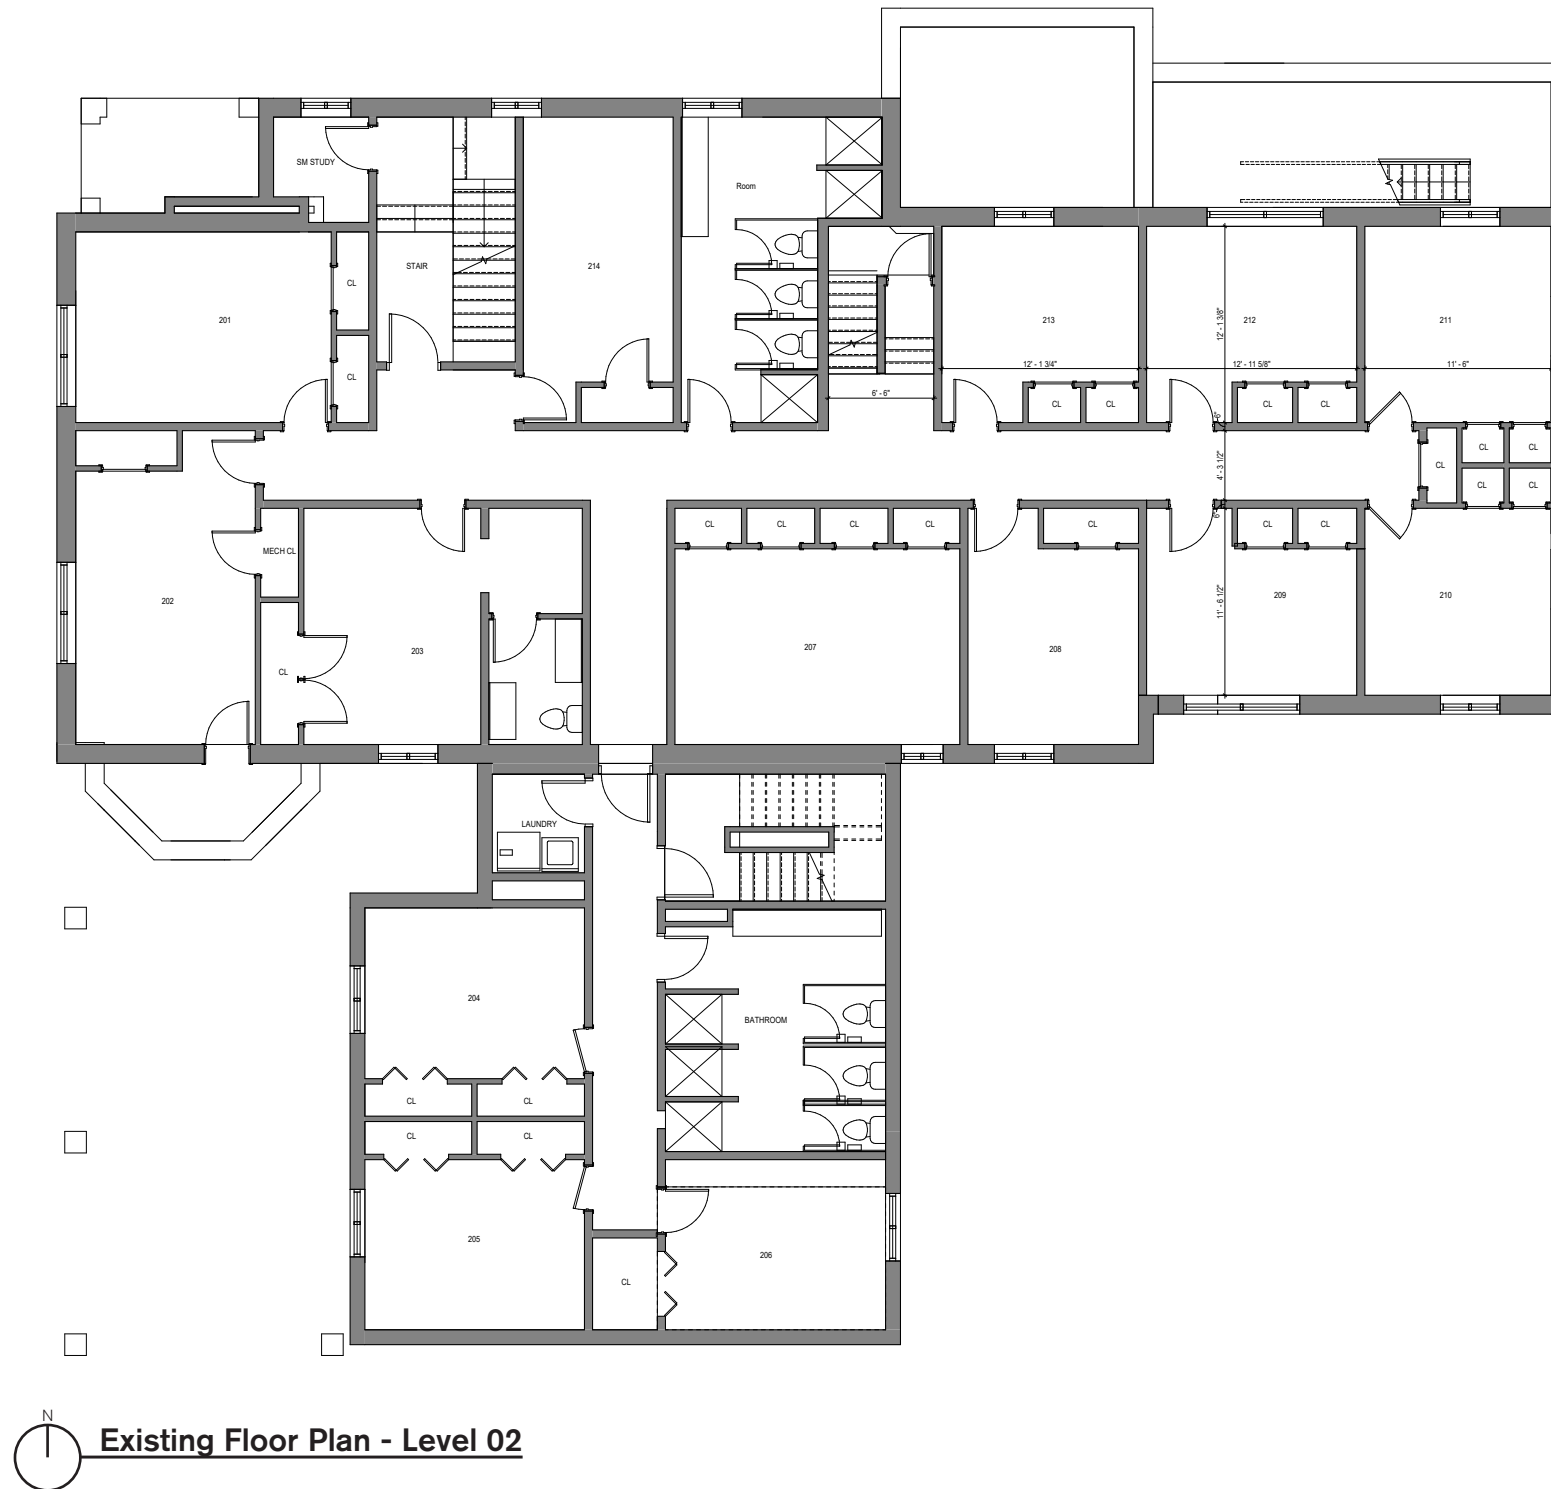 SM STUDY
Room
STAIR
214
CL
201
213
212
211
12' - 1 3/8"
CL
12' - 1 3/4"
12' - 11 5/8"
11' - 6"
6' - 6"
CL
CL
CL
CL
CL
CL
4' - 3 1/2"
CL
CL
CL
CL
CL
CL
CL
CL
CL
CL
CL
MECH CL
202
209
210
11' - 6 1/2"
203
207
208
CL
LAUNDRY
204
BATHROOM
CL
CL
CL
CL
205
206
CL
N
Existing Floor Plan - Level 02